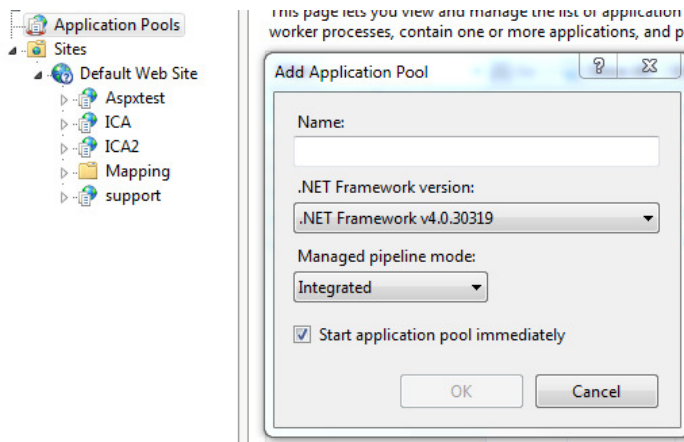 Application Pools
Sites
Default Web Site
Aspxtest
ICA
ICA2
Mapping
support
This page lets you view and manage the list of application
worker processes, contain one or more applications, and p
Add Application Pool
Name:
.NET Framework version:
.NET Framework v4.0.30319
Managed pipeline mode:
Integrated
Start application pool immediately
OK
Cancel